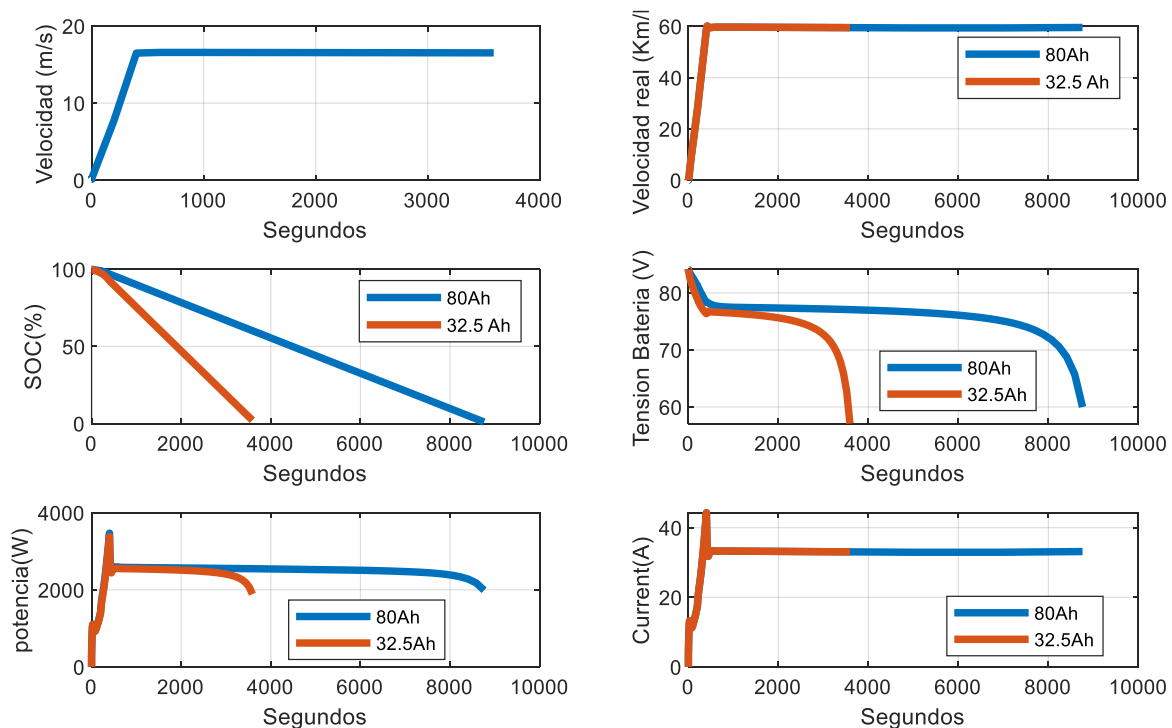 Velocidad (m/s)
20
10
0
0 1000 2000 3000 4000
Segundos
Velocidad real (Km/l
60
40
20
0
0 2000 4000 6000 8000 10000
Segundos
80Ah
32.5 Ah
SOC(%)
100
50
0
0 2000 4000 6000 8000 10000
Segundos
80Ah
32.5 Ah
Tension Bateria (V)
80
70
60
0 2000 4000 6000 8000 10000
Segundos
80Ah
32.5Ah
potencia(W)
4000
2000
0
0 2000 4000 6000 8000 10000
Segundos
80Ah
32.5Ah
Current(A)
40
20
0
0 2000 4000 6000 8000 10000
Segundos
80Ah
32.5Ah